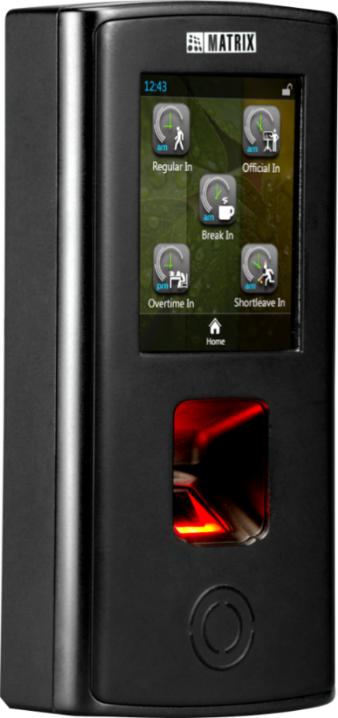 MATRIX
12:43
am
Regular In
am
Official In
am
Break In
pm
Overtime In
am
Shortleave In
Home